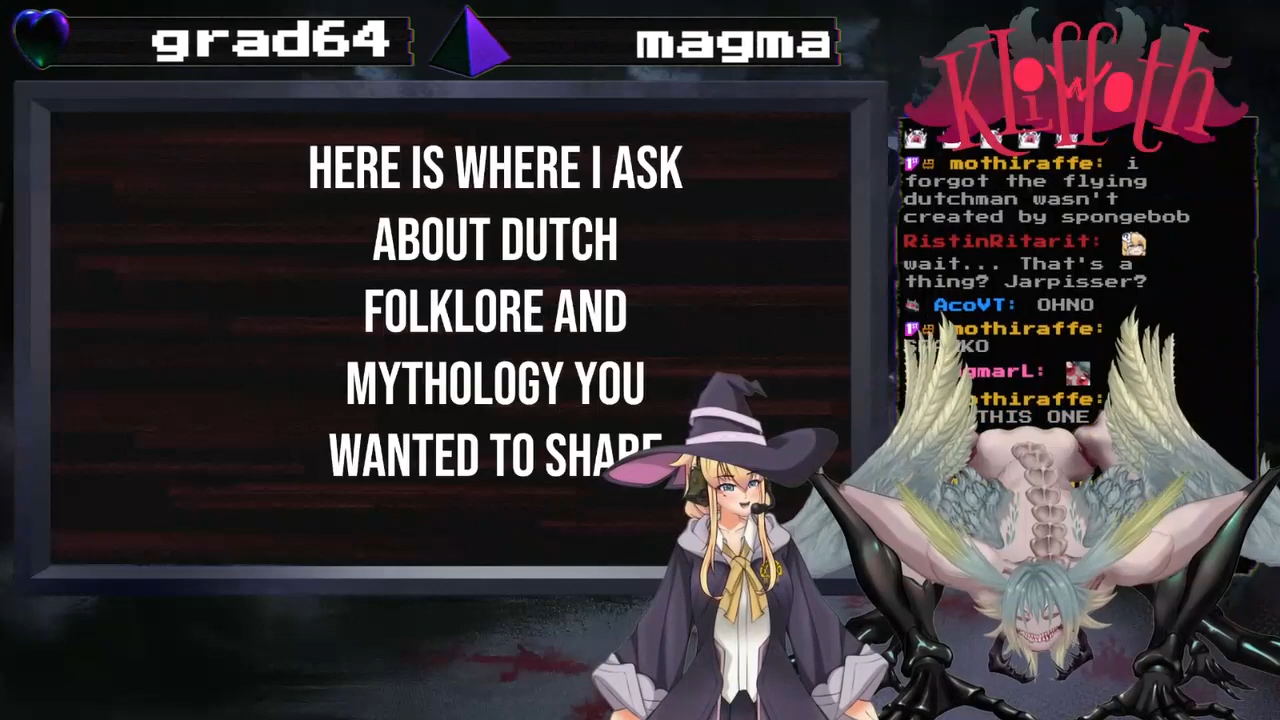 grad64
magma
Kliffoth
HERE IS WHERE I ASK
ABOUT DUTCH
FOLKLORE AND
MYTHOLOGY YOU
WANTED TO SHARE
mothiraffe: i
forgot the flying
dutchman wasn't
created by spongebob
RistinRitarit:
wait... That's a
thing? Jarpisser?
AcoVT: OHNO
mothiraffe:
THIS ONE